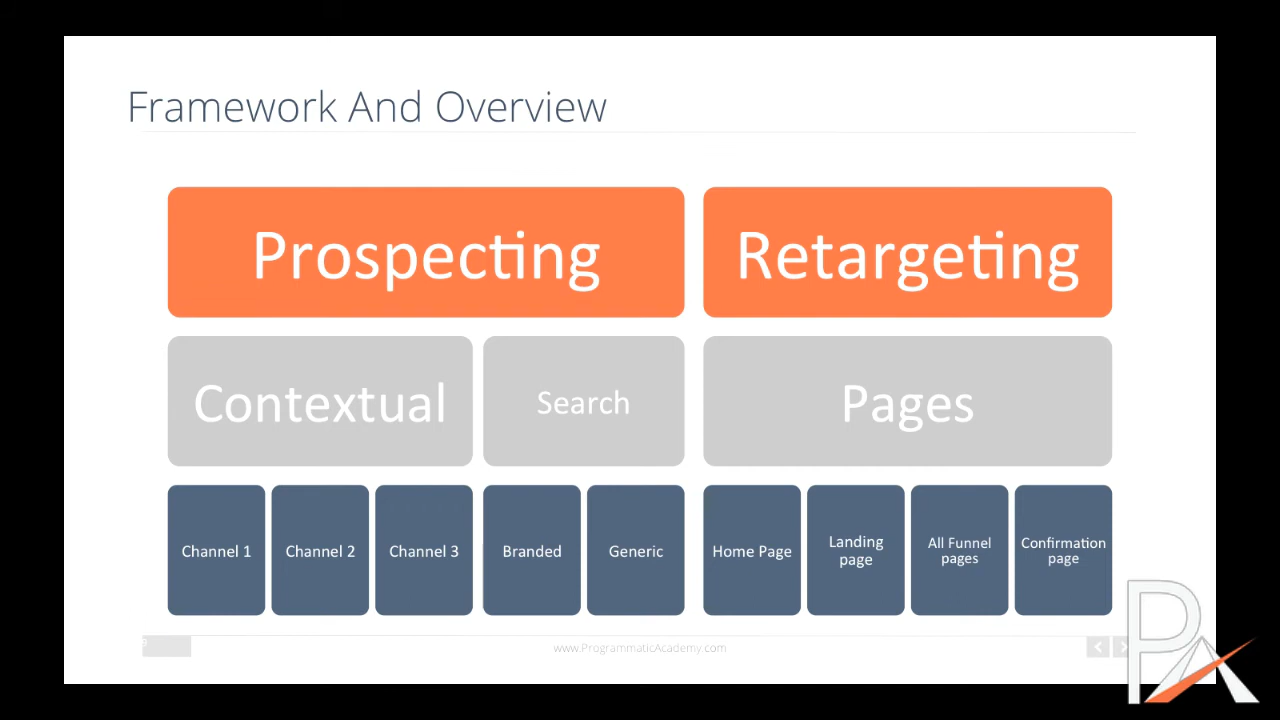 Framework And Overview
Prospecting
Retargeting
Contextual
Search
Pages
Channel 1
Channel 2
Channel 3
Branded
Generic
Home Page
Landing
page
All Funnel
pages
Confirmation
page
www.ProgrammaticAcademy.com
PA